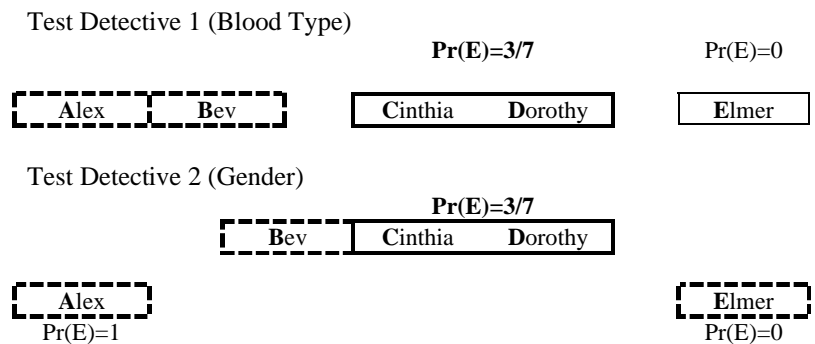 Test Detective 1 (Blood Type)
Pr(E)=3/7 Pr(E)=0
Alex Bev Cinthia Dorothy Elmer
Test Detective 2 (Gender)
Pr(E)=3/7
Bev Cinthia Dorothy
Alex Elmer
Pr(E)=1 Pr(E)=0